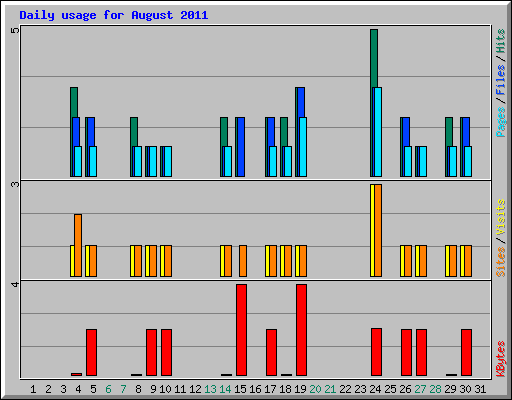 Daily usage for August 2011
5
Pages/Files/Hits
3
Sites/Visits
4
KBytes
1 2 3 4 5 6 7 8 9 10 11 12 13 14 15 16 17 18 19 20 21 22 23 24 25 26 27 28 29 30 31